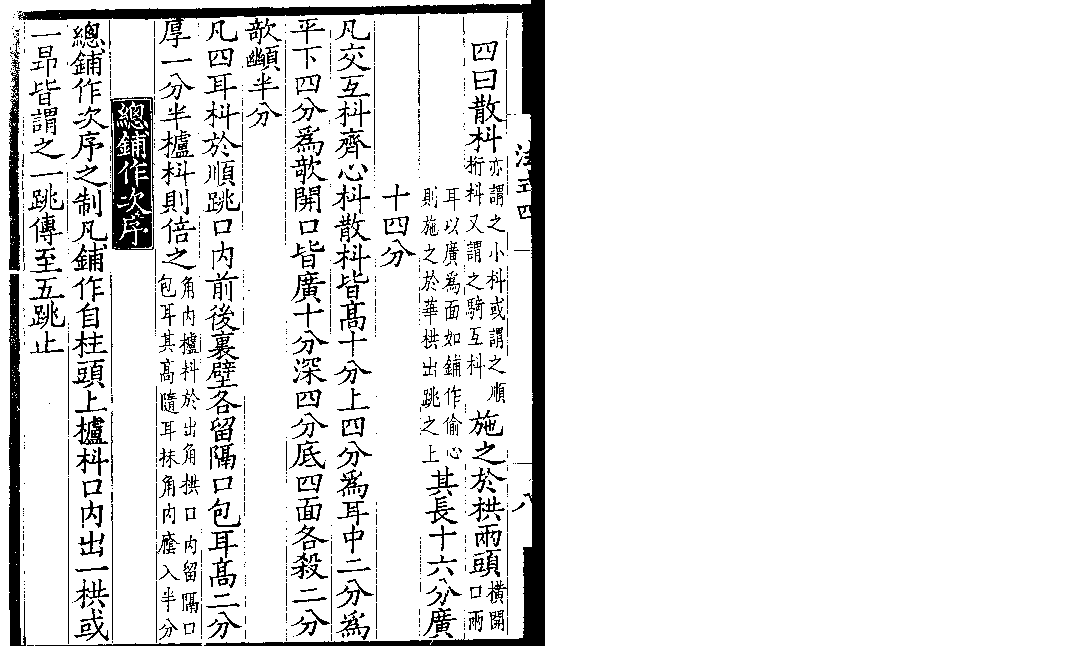 法式四
八
四曰散枓亦謂之小枓或謂之順桁枓又謂之騎互枓施之於栱兩頭橫開口兩
耳以廣爲面如鋪作偷心則施之於華栱出跳之上其長十六分廣
十四分
凡交互枓齊心枓散枓皆高十分上四分爲耳中二分爲
平下四分爲欹開口皆廣十分深四分底四面各殺二分
欹䫜半分
凡四耳枓於順跳口内前後裏壁各留隔口包耳高二分
厚一分半櫨枓則倍之角内櫨枓於出角栱口内留隔口包耳其高隨耳抹角内廕入半分
總鋪作次序
總鋪作次序之制凡鋪作自柱頭上櫨枓口内出一栱或
一昂皆謂之一跳傳至五跳止